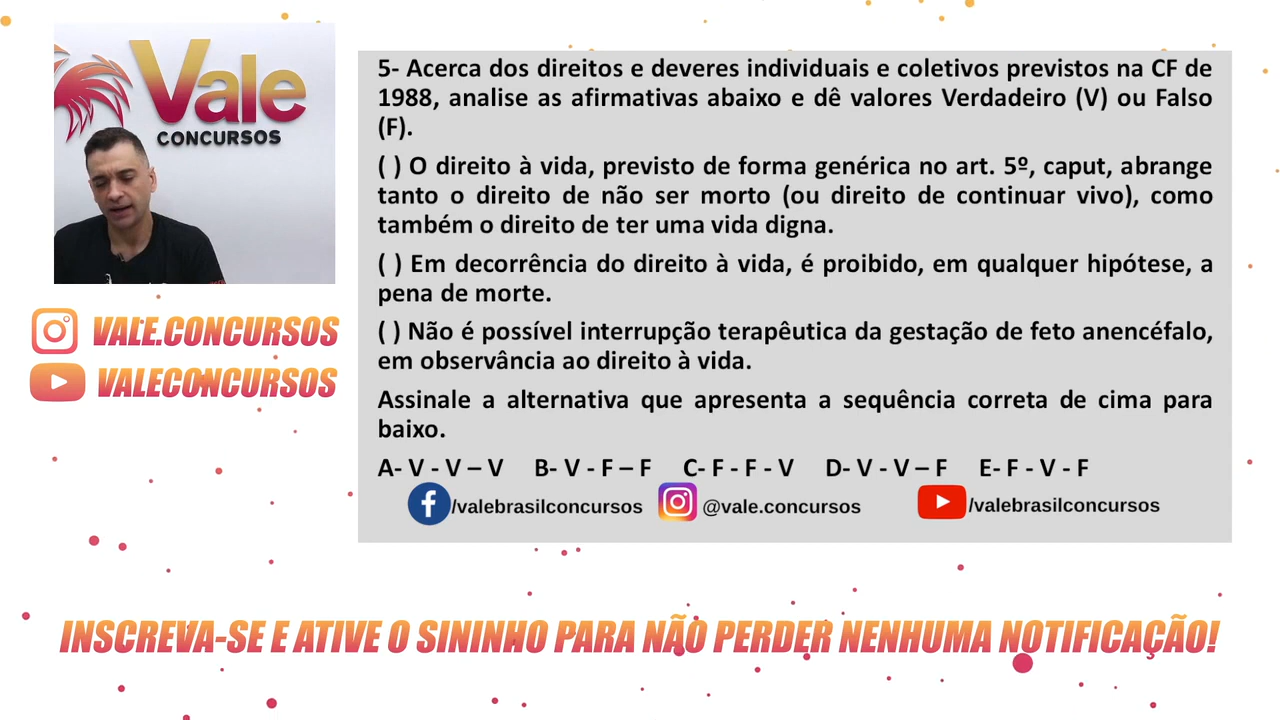 Vale
CONCURSOS
VALE.CONCURSOS
VALECONCURSOS
5- Acerca dos direitos e deveres individuais e coletivos previstos na CF de
1988, analise as afirmativas abaixo e dê valores Verdadeiro (V) ou Falso
(F).
( ) O direito à vida, previsto de forma genérica no art. 5º, caput, abrange
tanto o direito de não ser morto (ou direito de continuar vivo), como
também o direito de ter uma vida digna.
( ) Em decorrência do direito à vida, é proibido, em qualquer hipótese, a
pena de morte.
( ) Não é possível interrupção terapêutica da gestação de feto anencéfalo,
em observância ao direito à vida.
Assinale a alternativa que apresenta a sequência correta de cima para
baixo.
A- V - V – V B- V - F – F C- F - F - V D- V - V – F E- F - V - F
/valebrasilconcursos @vale.concursos /valebrasilconcursos
INSCREVA-SE E ATIVE O SININHO PARA NÃO PERDER NENHUMA NOTIFICAÇÃO!